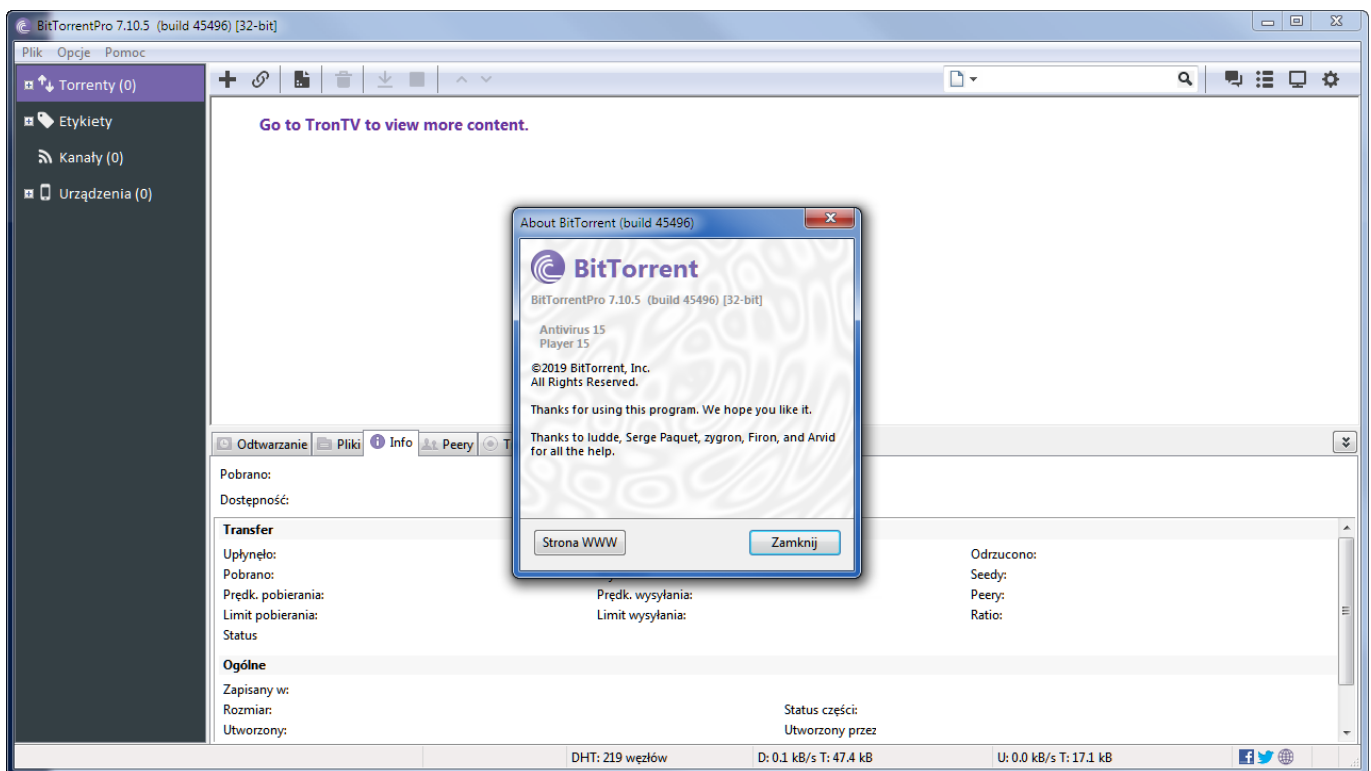 BitTorrentPro 7.10.5 (build 45496) [32-bit]
Plik Opcje Pomoc
Torrenty (0)
Etykiety
Kanały (0)
Urządzenia (0)
Go to TronTV to view more content.
About BitTorrent (build 45496)
BitTorrent
BitTorrentPro 7.10.5 (build 45496) [32-bit]
Antivirus 15
Player 15
©2019 BitTorrent, Inc.
All Rights Reserved.
Thanks for using this program. We hope you like it.
Thanks to ludde, Serge Paquet, zygron, Firon, and Arvid
for all the help.
Strona WWW Zamknij
Odtwarzanie Pliki Info Peery T
Pobrano:
Dostępność:
Transfer
Upłynęło: Odrzucono:
Pobrano: Seedy:
Prędk. pobierania: Prędk. wysyłania: Peery:
Limit pobierania: Limit wysyłania: Ratio:
Status
Ogólne
Zapisany w:
Rozmiar: Status części:
Utworzony: Utworzony przez
DHT: 219 węzłów D: 0.1 kB/s T: 47.4 kB U: 0.0 kB/s T: 17.1 kB